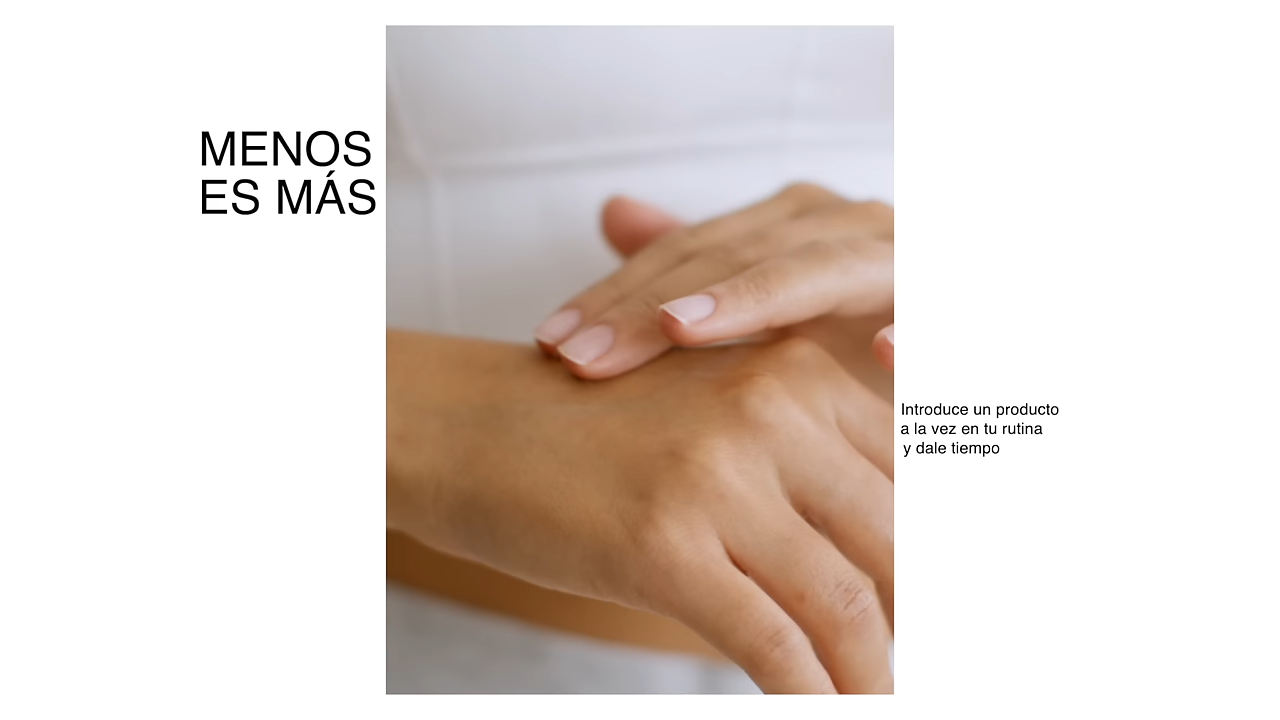 MENOS
ES MÁS
Introduce un producto
a la vez en tu rutina
y dale tiempo